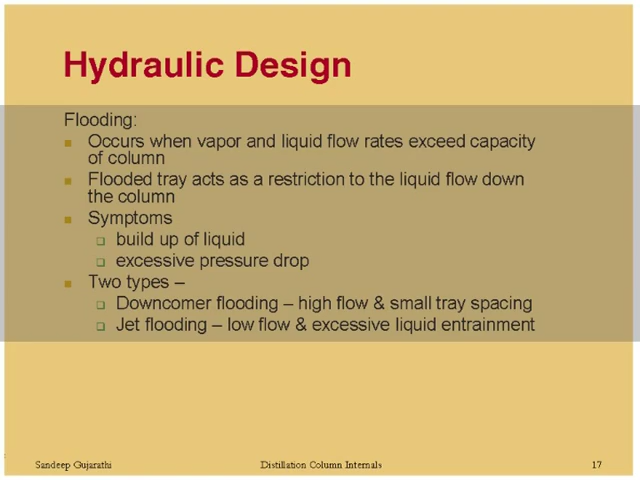 Hydraulic Design
Flooding:
Occurs when vapor and liquid flow rates exceed capacity
of column
Flooded tray acts as a restriction to the liquid flow down
the column
Symptoms
build up of liquid
excessive pressure drop
Two types –
Downcomer flooding – high flow & small tray spacing
Jet flooding – low flow & excessive liquid entrainment
Sandeep Gujarathi
Distillation Column Internals
17